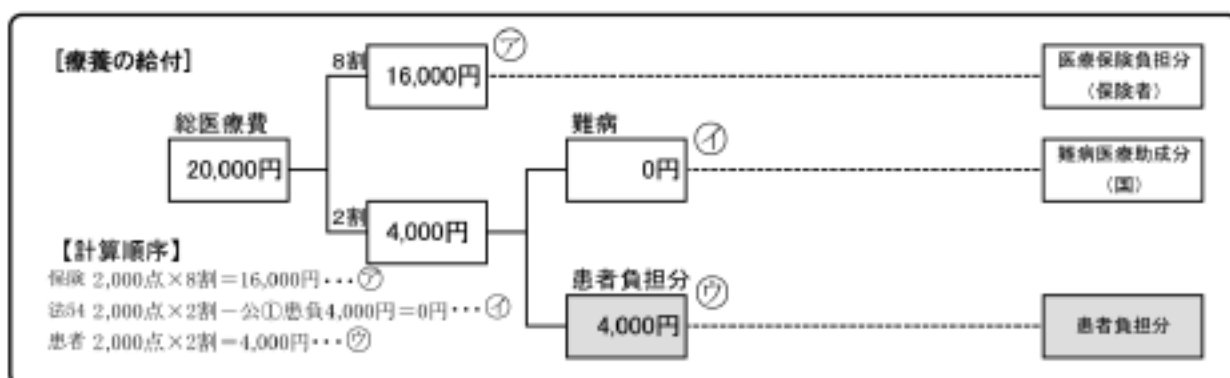 [療養の給付]
8割
16,000円
㋐
医療保険負担分
(保険者)
総医療費
20,000円
難病
0円
㋑
難病医療助成分
(国)
2割
4,000円
【計算順序】
保険 2,000点×8割=16,000円・・・㋐
法54 2,000点×2割-公①患負4,000円=0円・・・㋑
患者 2,000点×2割=4,000円・・・㋒
患者負担分
4,000円
㋒
患者負担分